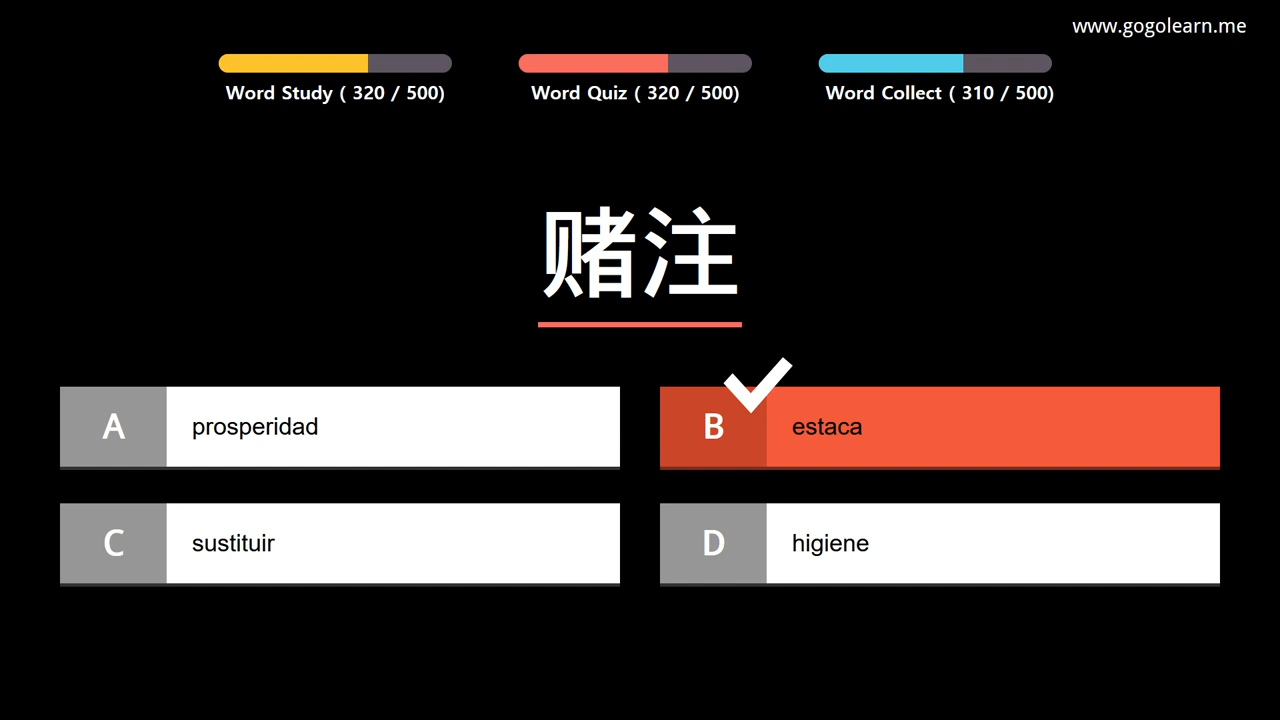 www.gogolearn.me
Word Study ( 320 / 500)
Word Quiz ( 320 / 500)
Word Collect ( 310 / 500)
赌注
A prosperidad
B estaca
C sustituir
D higiene